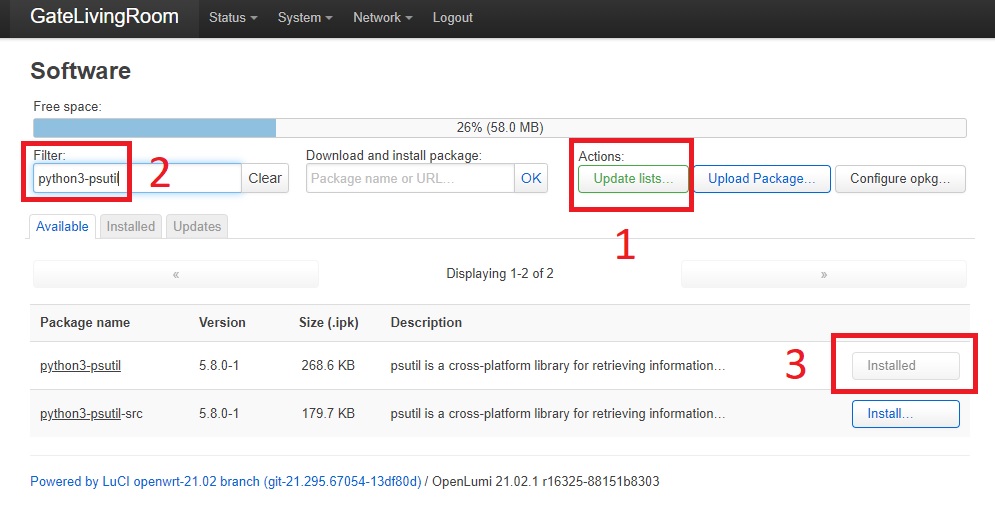 GateLivingRoom Status System Network Logout
Software
Free space:
26% (58.0 MB)
Filter: Download and install package: Actions:
python3-psutil Clear Package name or URL... OK Update lists... Upload Package... Configure opkg...
2
1
Available Installed Updates
« Displaying 1-2 of 2 »
Package name Version Size (.ipk) Description
python3-psutil 5.8.0-1 268.6 KB psutil is a cross-platform library for retrieving information... Installed
3
python3-psutil-src 5.8.0-1 179.7 KB psutil is a cross-platform library for retrieving information... Install...
Powered by LuCI openwrt-21.02 branch (git-21.295.67054-13df80d) / OpenLumi 21.02.1 r16325-88151b8303